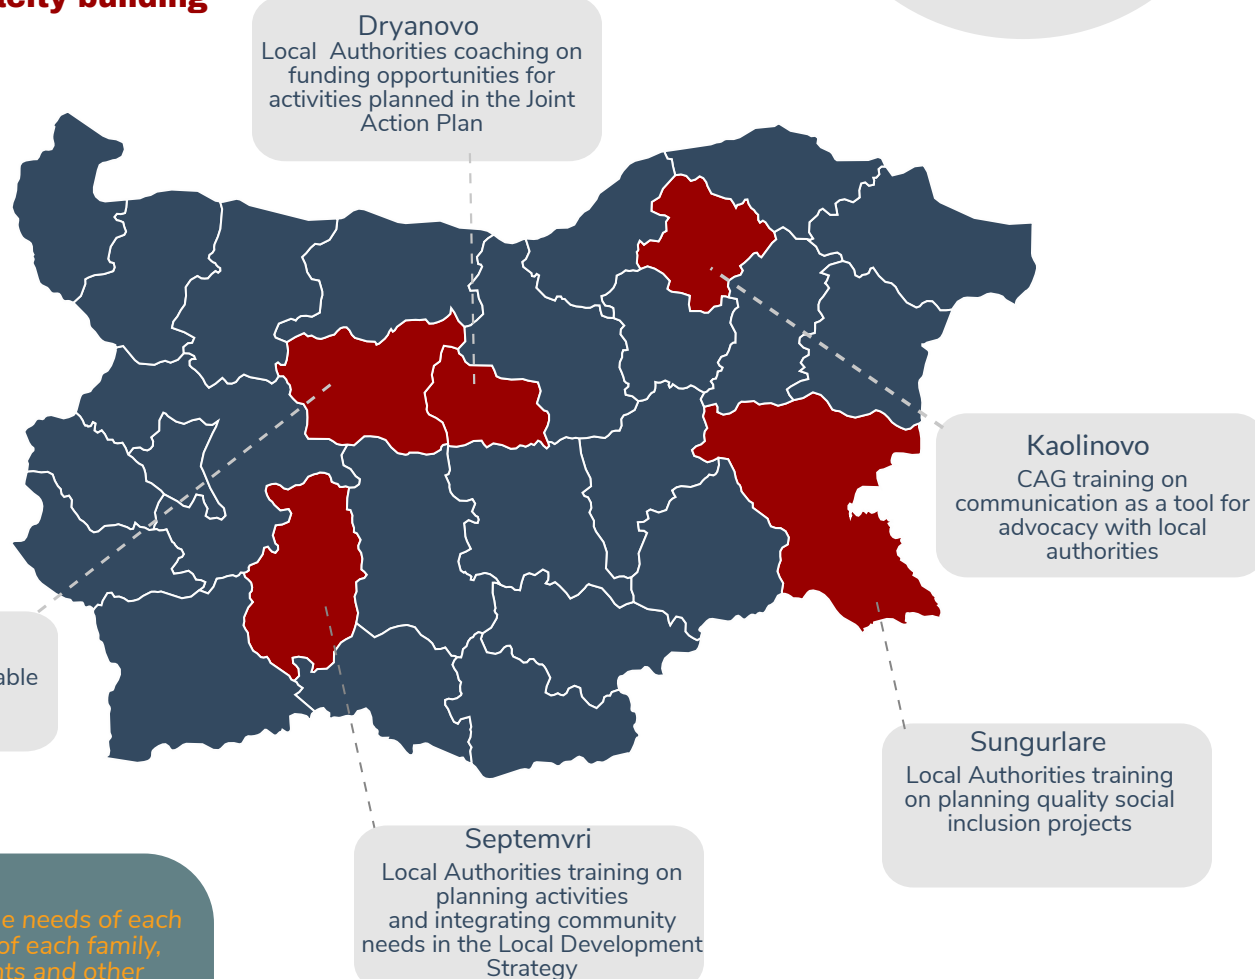 building
Dryanovo
Local Authorities coaching on
funding opportunities for
activities planned in the Joint
Action Plan
Kaolinovo
CAG training on
communication as a tool for
advocacy with local
authorities
Sungurlare
Local Authorities training
on planning quality social
inclusion projects
Septemvri
Local Authorities training on
planning activities
and integrating community
needs in the Local Development
Strategy
needs of each
of each family,
and other